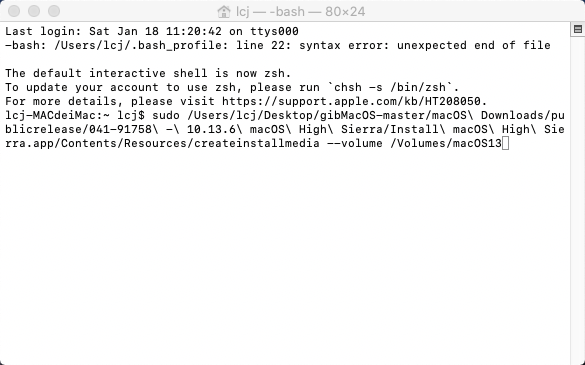 lcj — -bash — 80×24
Last login: Sat Jan 18 11:20:42 on ttys000
-bash: /Users/lcj/.bash_profile: line 22: syntax error: unexpected end of file
The default interactive shell is now zsh.
To update your account to use zsh, please run `chsh -s /bin/zsh`.
For more details, please visit https://support.apple.com/kb/HT208050.
lcj-MACdeiMac:~ lcj$ sudo /Users/lcj/Desktop/gibMacOS-master/macOS\ Downloads/pu
blicrelease/041-91758\ -\ 10.13.6\ macOS\ High\ Sierra/Install\ macOS\ High\ Sie
rra.app/Contents/Resources/createinstallmedia --volume /Volumes/macOS13